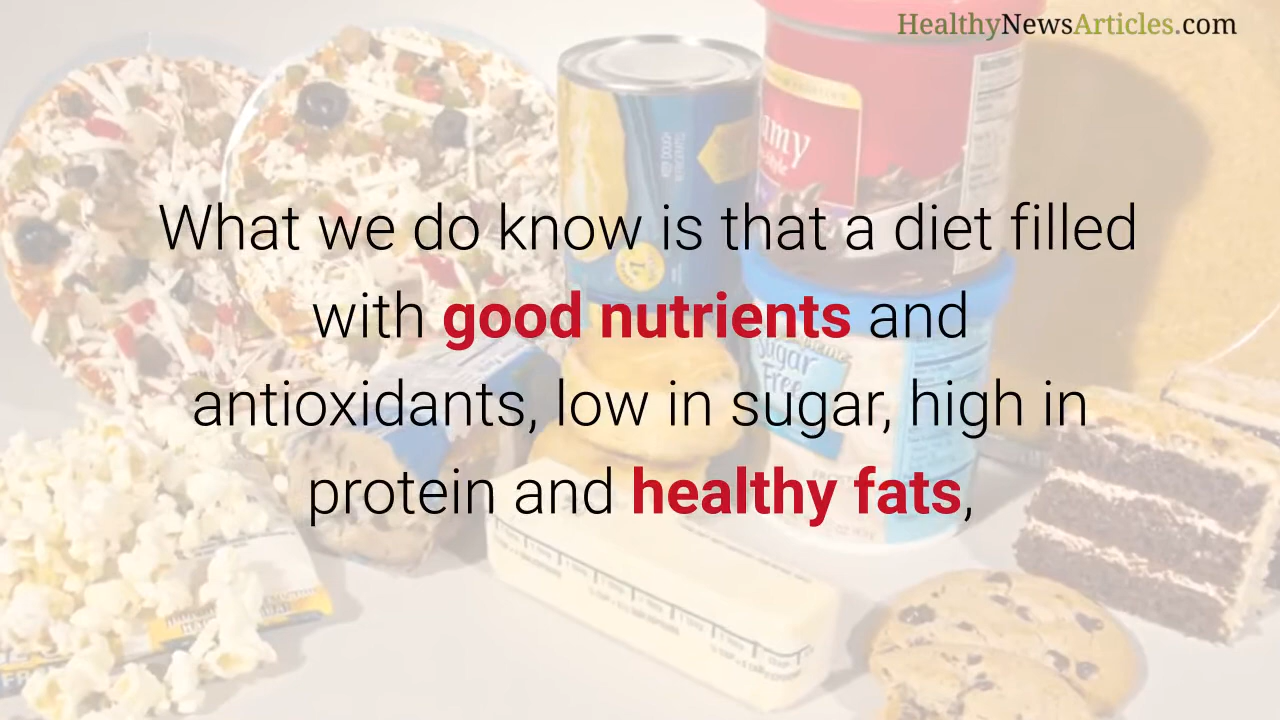 HealthyNewsArticles.com
What we do know is that a diet filled
with good nutrients and
antioxidants, low in sugar, high in
protein and healthy fats,
Sugar
Free